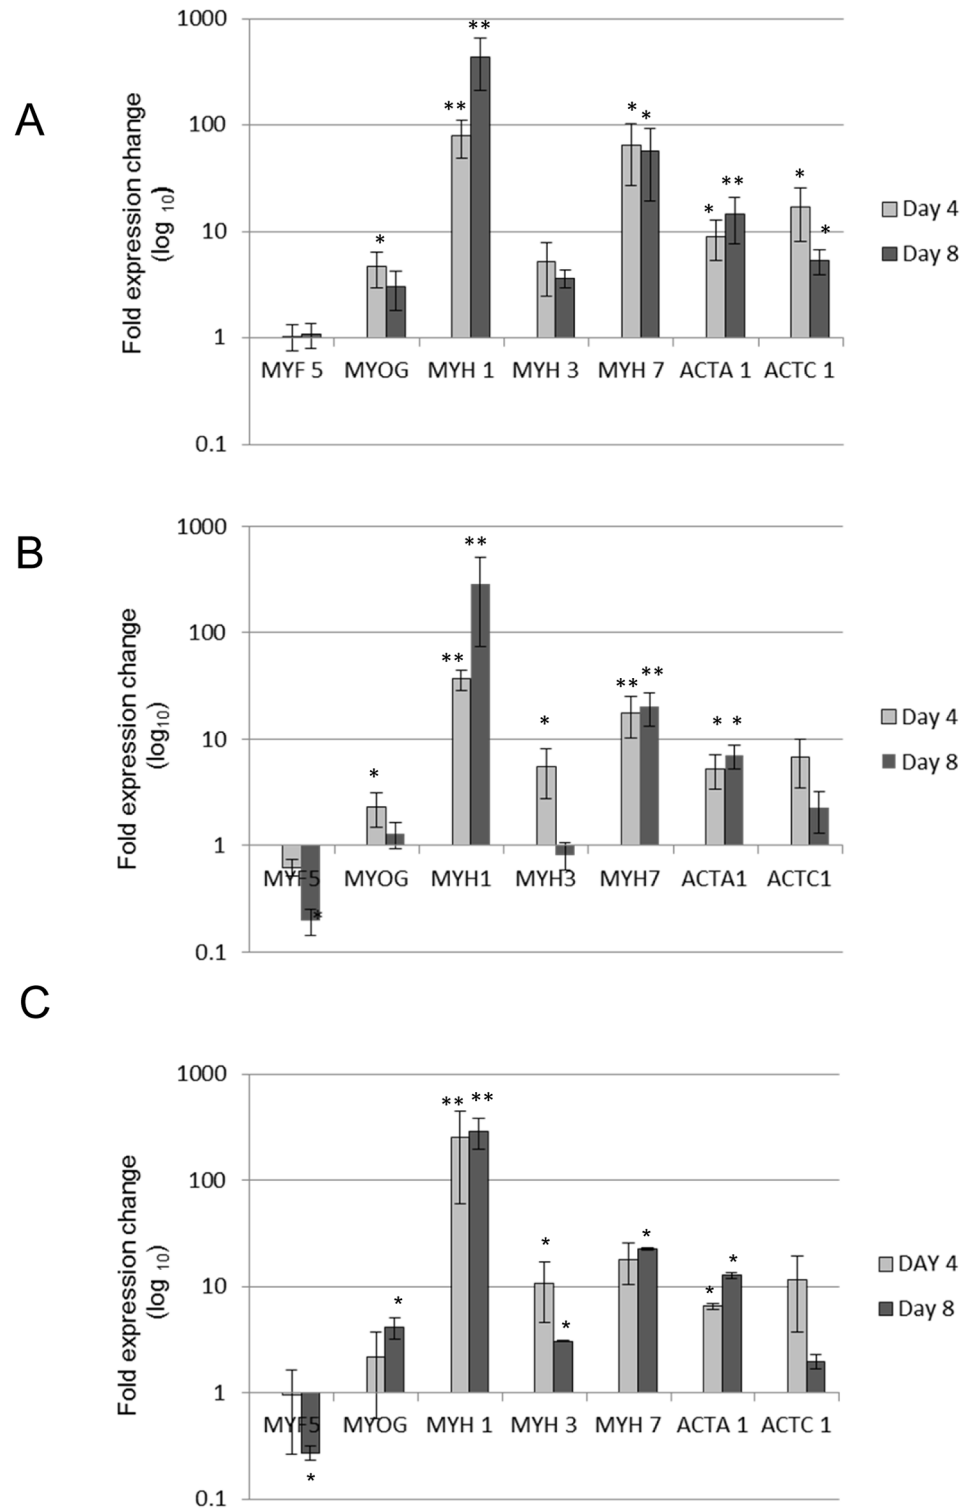 A
Fold expression change
(log 10)
1000
100
10
1
0.1
** 
**
*
*
*
*
**
*
*
MYF 5 MYOG MYH 1 MYH 3 MYH 7 ACTA 1 ACTC 1
Day 4
Day 8
B
Fold expression change
(log10)
1000
100
10
1
0.1
**
**
*
*
**
**
* *
*
MYF5 MYOG MYH1 MYH3 MYH7 ACTA1 ACTC1
Day 4
Day 8
C
Fold expression change
(log 10)
1000
100
10
1
0.1
** **
*
*
*
*
*
*
*
MYF5 MYOG MYH 1 MYH 3 MYH 7 ACTA 1 ACTC 1
DAY 4
Day 8